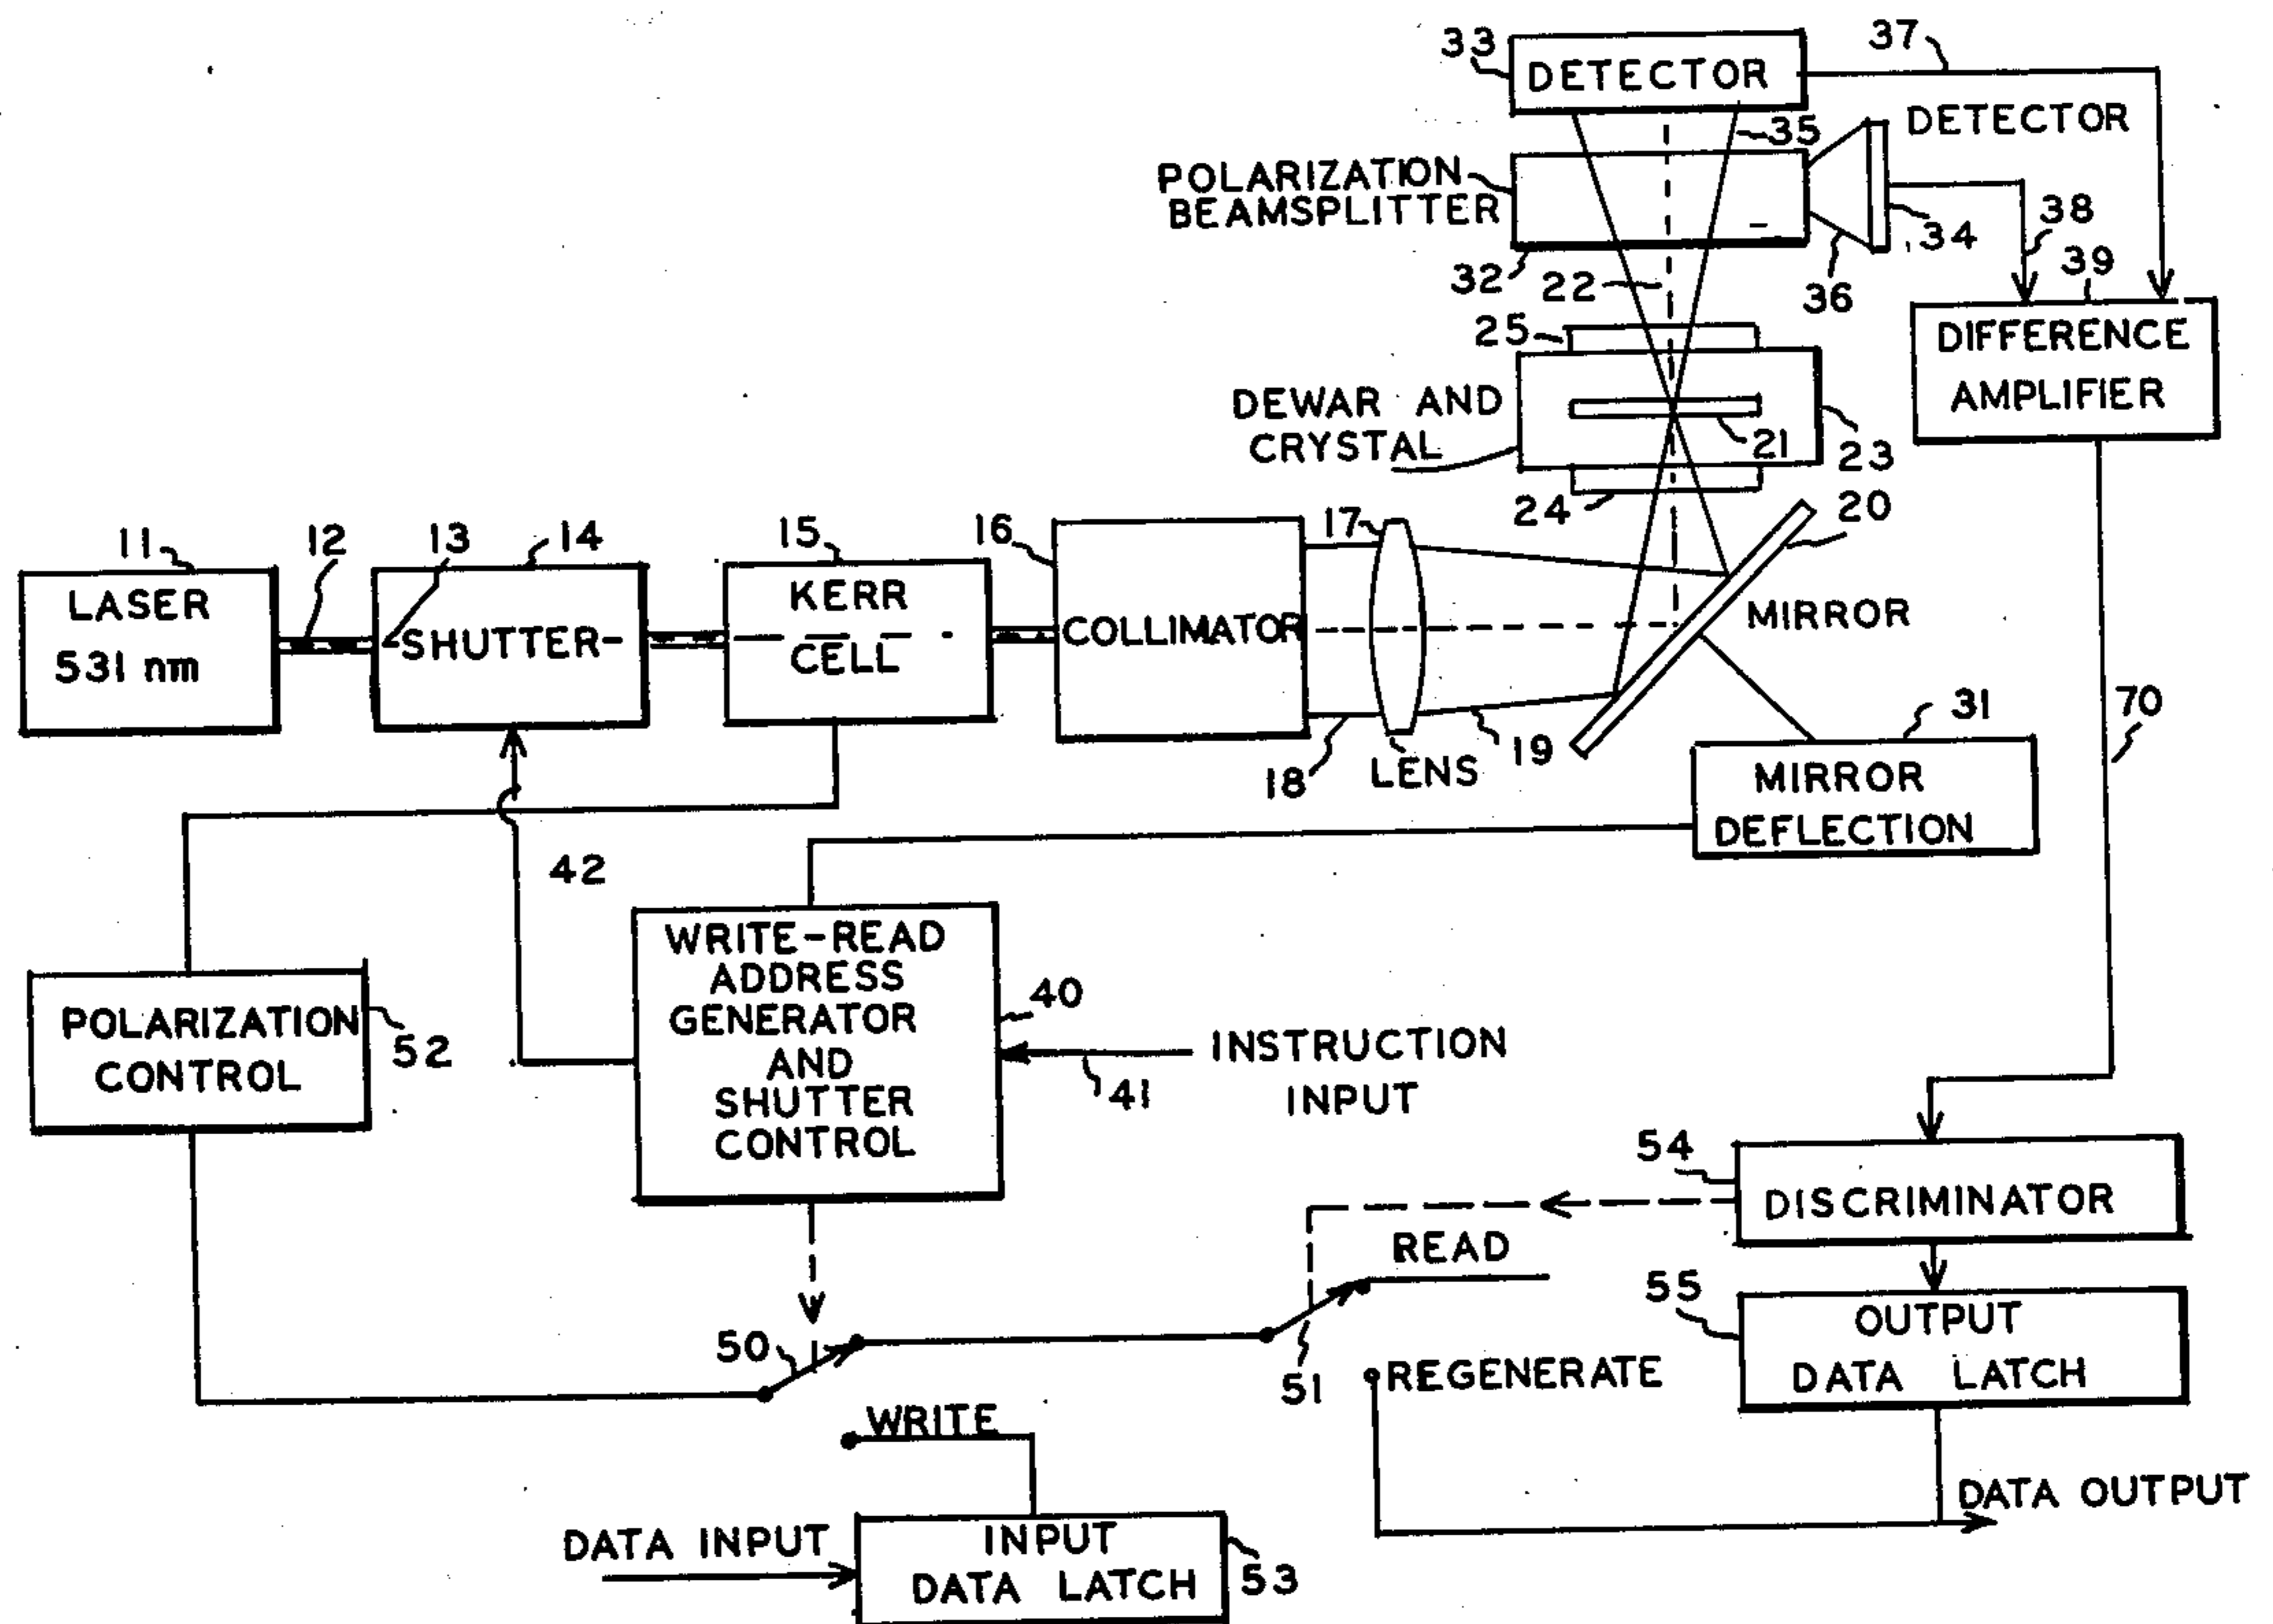 33
DETECTOR
37
DETECTOR
35
POLARIZATION
BEAMSPLITTER
32
22
36
34
38
39
DIFFERENCE
AMPLIFIER
25
DEWAR AND
CRYSTAL
21
23
24
20
11
12
13
14
15
16
17
LASER
531 nm
SHUTTER
KERR
CELL
COLLIMATOR
MIRROR
18
LENS
19
31
MIRROR
DEFLECTION
70
42
WRITE-READ
ADDRESS
GENERATOR
AND
SHUTTER
CONTROL
40
INSTRUCTION
INPUT
41
POLARIZATION
CONTROL
52
54
DISCRIMINATOR
READ
50
51
REGENERATE
55
OUTPUT
DATA LATCH
WRITE
DATA OUTPUT
DATA INPUT
INPUT
DATA LATCH
53